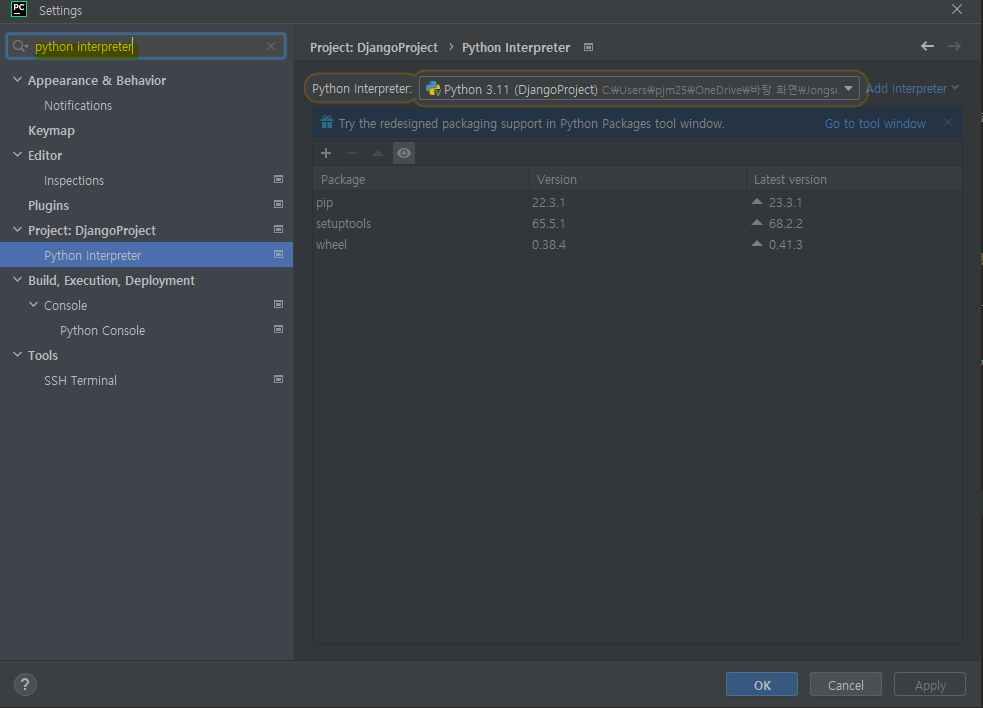 PC Settings
python interpreter
Appearance & Behavior
Notifications
Keymap
Editor
Inspections
Plugins
Project: DjangoProject
Python Interpreter
Build, Execution, Deployment
Console
Python Console
Tools
SSH Terminal
Project: DjangoProject › Python Interpreter
Python Interpreter: Python 3.11 (DjangoProject) C:₩Users₩pjm25₩OneDrive₩바탕 화면₩Jongsu Add Interpreter
Try the redesigned packaging support in Python Packages tool window. Go to tool window
Package Version Latest version
pip 22.3.1 23.3.1
setuptools 65.5.1 68.2.2
wheel 0.38.4 0.41.3
? OK Cancel Apply